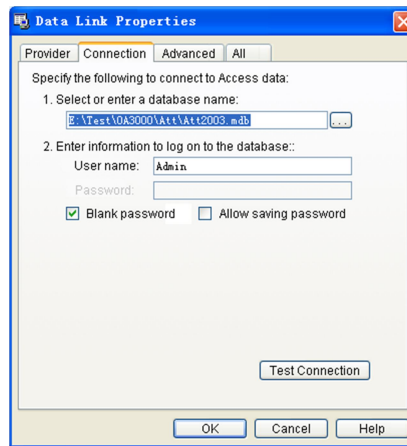 Data Link Properties
Provider Connection Advanced All
Specify the following to connect to Access data:
1. Select or enter a database name:
E:\Test\OA3000\Att\Att2003.mdb ...
2. Enter information to log on to the database::
User name: Admin
Password:
Blank password Allow saving password
Test Connection
OK Cancel Help